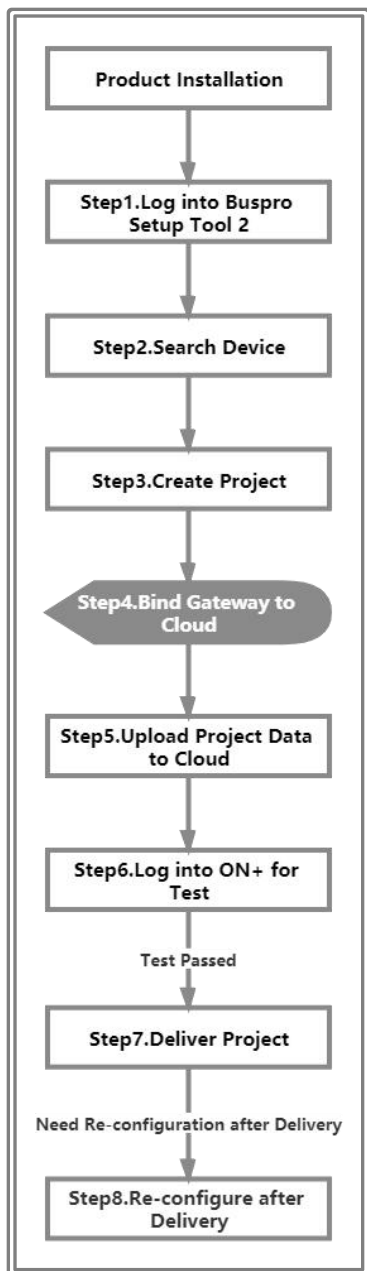 Product Installation
Step1.Log into Buspro
Setup Tool 2
Step2.Search Device
Step3.Create Project
Step4.Bind Gateway to
Cloud
Step5.Upload Project Data
to Cloud
Step6.Log into ON+ for
Test
Test Passed
Step7.Deliver Project
Need Re-configuration after Delivery
Step8.Re-configure after
Delivery